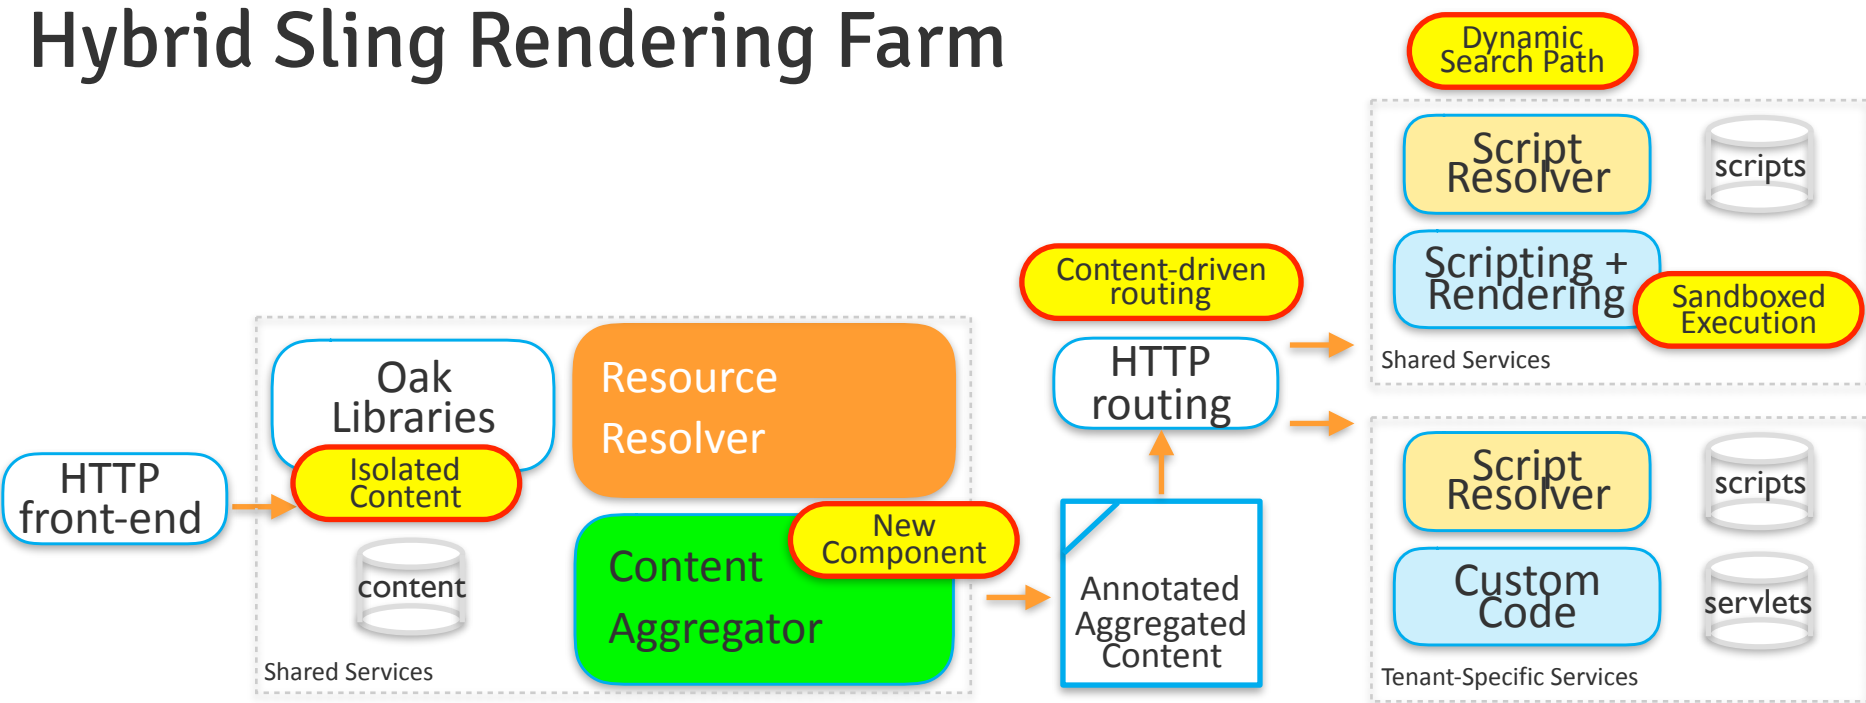 Hybrid Sling Rendering Farm
Dynamic
Search Path
Script
Resolver
scripts
Scripting +
Rendering
Sandboxed
Execution
Shared Services
Content-driven
routing
HTTP
routing
Oak
Libraries
Isolated
Content
Resource
Resolver
HTTP
front-end
content
New
Component
Content
Aggregator
Shared Services
Annotated
Aggregated
Content
Script
Resolver
scripts
Custom
Code
servlets
Tenant-Specific Services